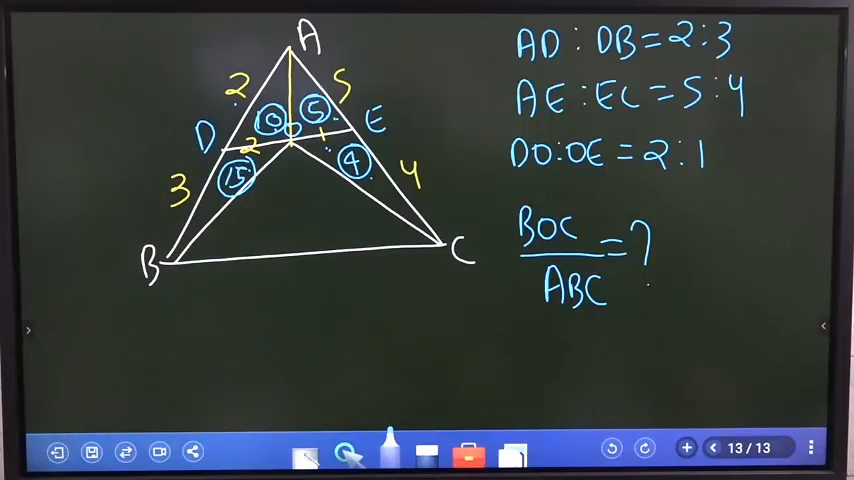 A
2
5
10
5
D
O
E
2
1
15
4
3
4
B
C
AD : DB = 2:3
AE : EC = 5:4
DO:OE = 2:1
BOC
ABC
= ?
13/13